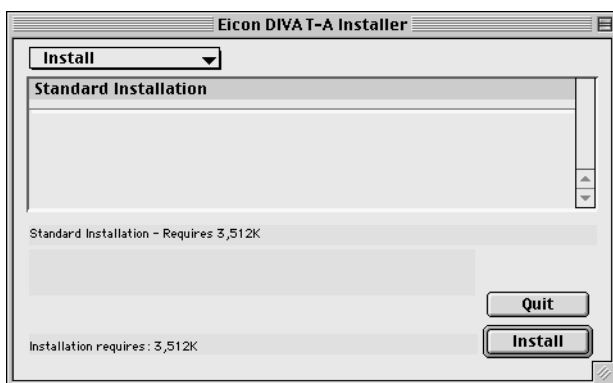 Eicon DIVA T-A Installer
Install
Standard Installation
Standard Installation - Requires 3,512K
Quit
Installation requires: 3,512K
Install